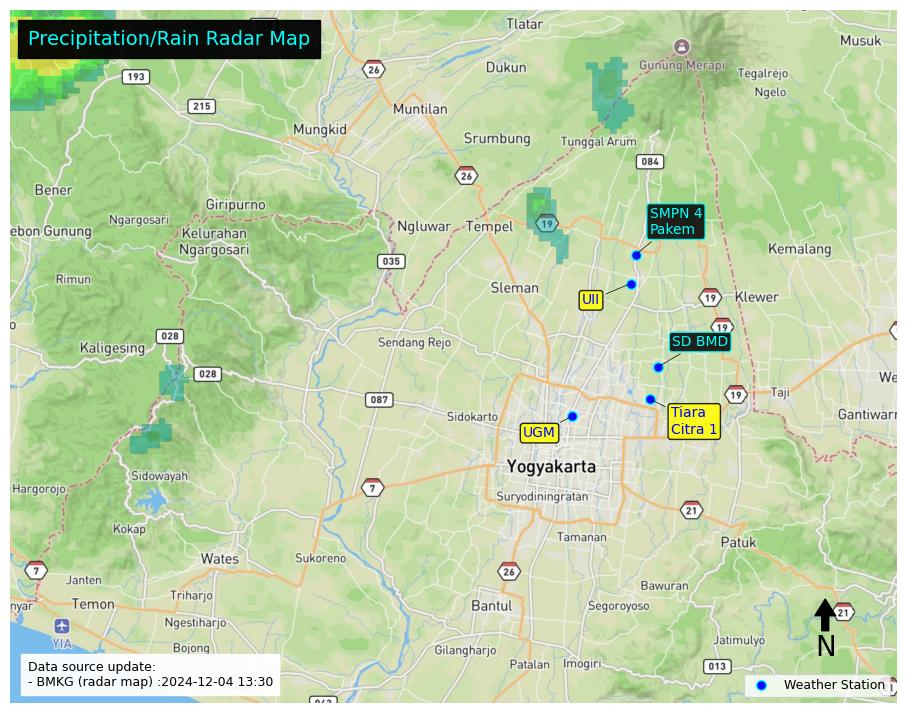 Precipitation/Rain Radar Map
Tlatar
Musuk
Gunung Merapi
26
Dukun
Tegalrejo
193
Ngelo
215
Muntilan
Mungkid
Srumbung
Tunggal Arum
084
26
Bener
Giripurno
Ngargosari
SMPN 4
Pakem
Ngluwar
Tempel
19
ebon Gunung
Kelurahan
Ngargosari
Kemalang
035
Rimun
Sleman
UII
19
Klewer
19
028
Sendang Rejo
SD BMD
Kaligesing
028
We
087
19
Taji
Sidokarto
Tiara
Citra 1
Gantiwarr
UGM
Yogyakarta
Sidowayah
Hargorojo
7
Suryodiningratan
21
Kokap
Tamanan
Patuk
Wates
Sukoreno
7
26
Janten
Bawuran
Triharjo
nyar
Temon
Bantul
Segoroyoso
21
Ngestiharjo
YIA
Jatimulyo
N
Bojong
Gilangharjo
Patalan
Imogiri
013
Data source update:
- BMKG (radar map) :2024-12-04 13:30
Weather Station